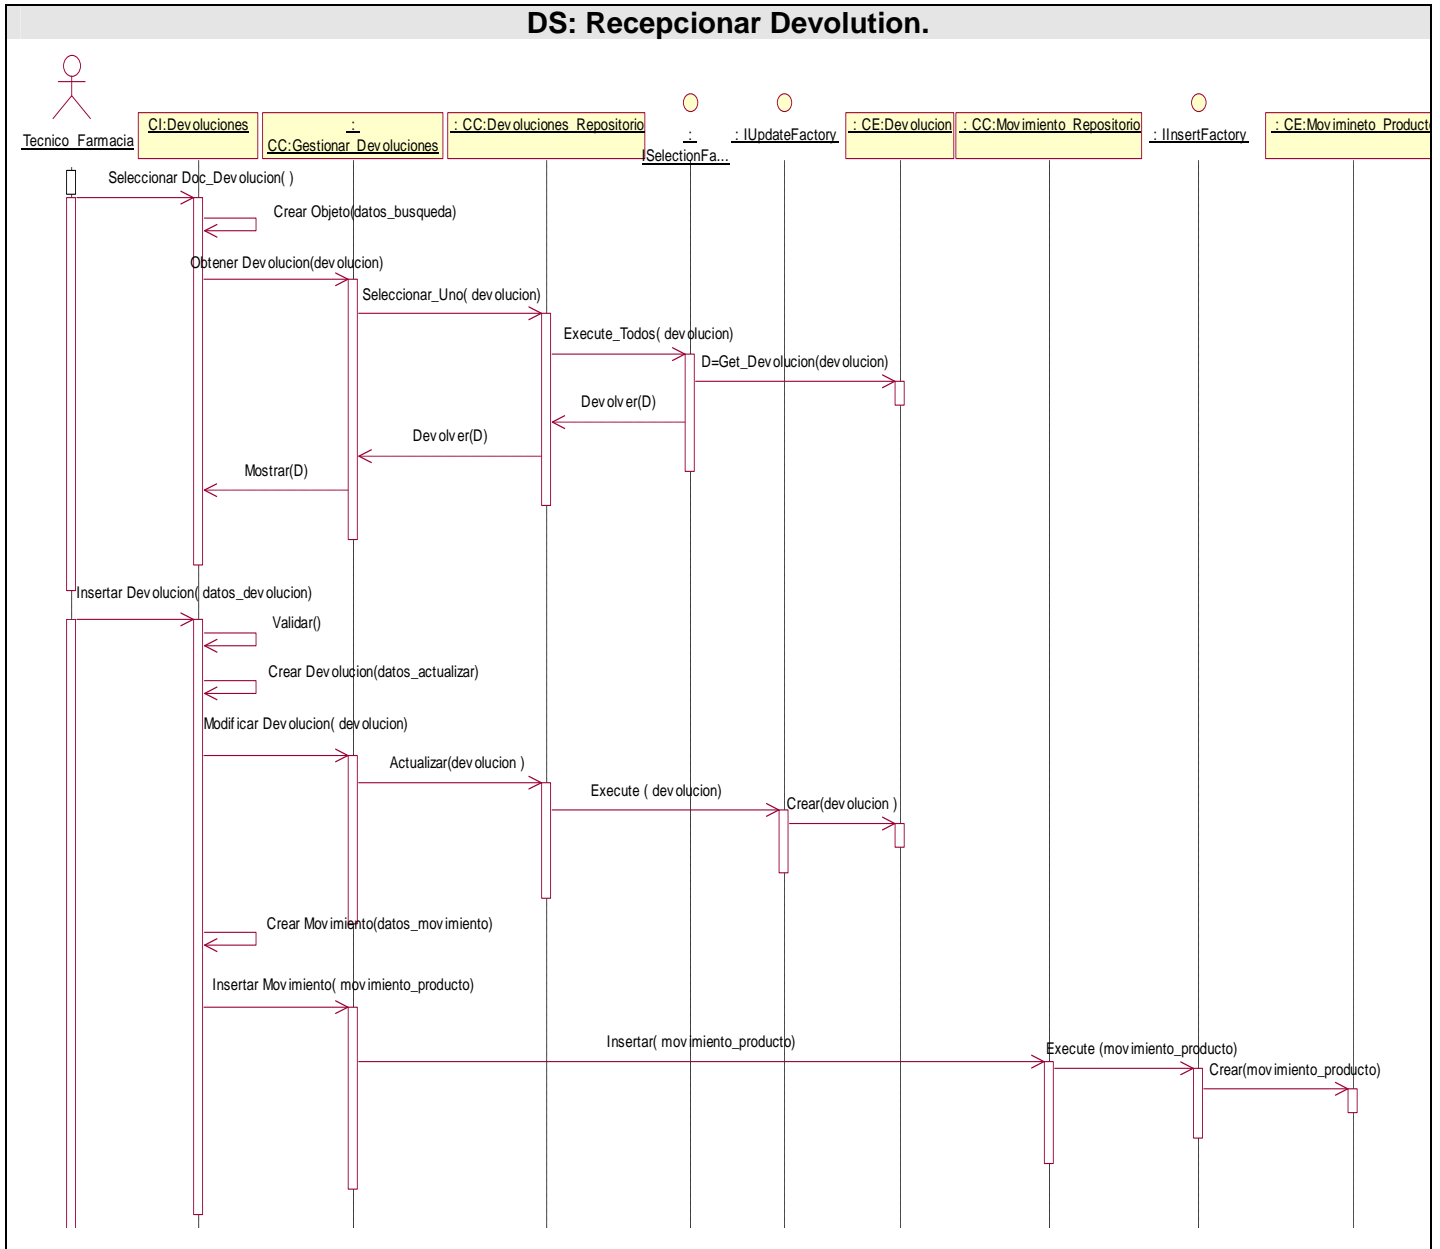 DS: Recepcionar Devolution.
Tecnico_Farmacia
CI:Devoluciones
:
CC:Gestionar_Devoluciones
: CC:Devoluciones_Repositorio
:
ISelectionFa...
: IUpdateFactory
: CE:Devolucion
: CC:Movimiento_Repositorio
: IInsertFactory
: CE:Movimineto_Producto
Seleccionar Doc_Devolucion( )
Crear Objeto(datos_busqueda)
Obtener Devolucion(devolucion)
Seleccionar_Uno( devolucion)
Execute_Todos( devolucion)
D=Get_Devolucion(devolucion)
Devolver(D)
Devolver(D)
Mostrar(D)
Insertar Devolucion( datos_devolucion)
Validar()
Crear Devolucion(datos_actualizar)
Modificar Devolucion( devolucion)
Actualizar(devolucion )
Execute ( devolucion)
Crear(devolucion )
Crear Movimiento(datos_movimiento)
Insertar Movimiento( movimiento_producto)
Insertar( movimiento_producto)
Execute (movimiento_producto)
Crear(movimiento_producto)